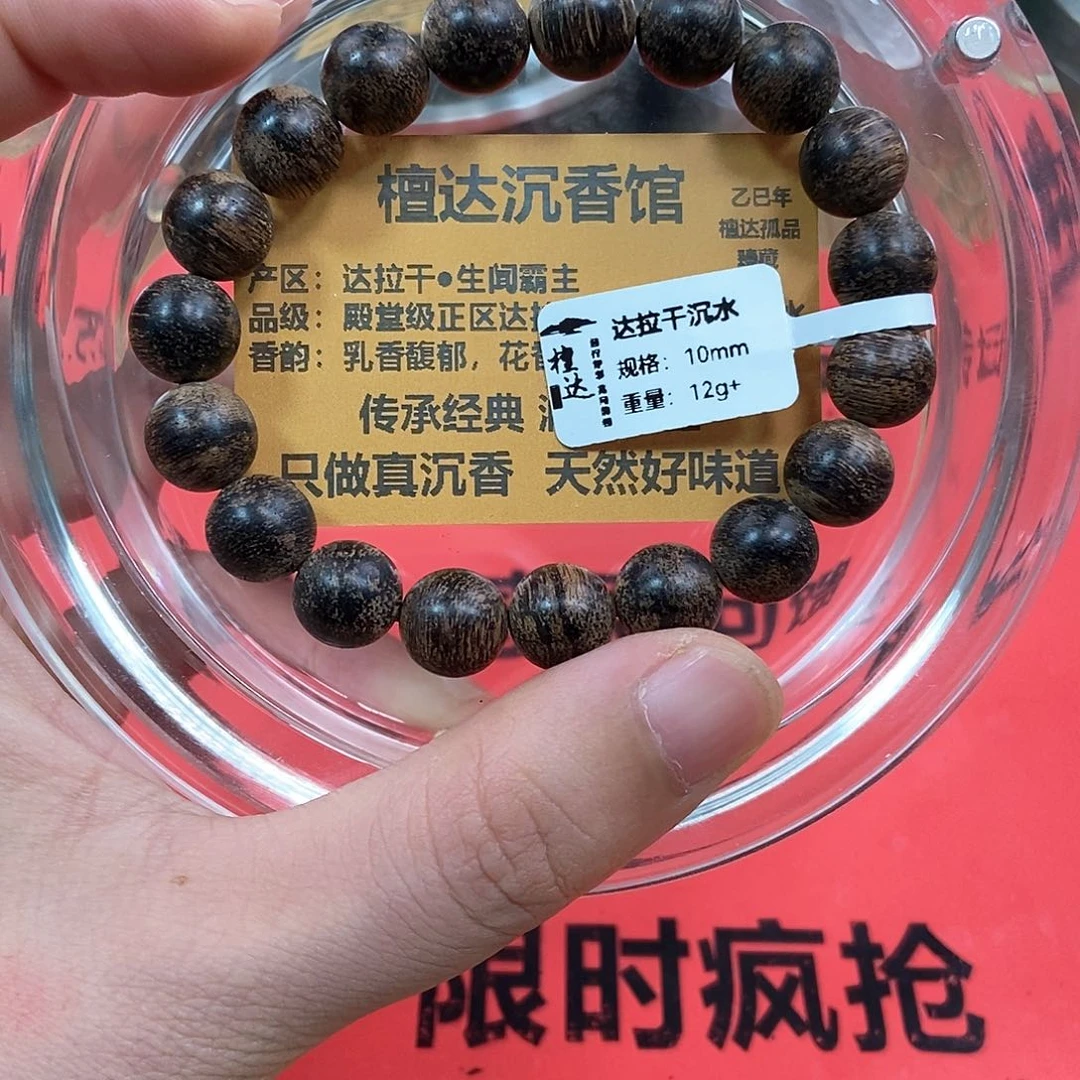 檀达沉香馆
乙巳年
檀达孤品
臻藏
产区：达拉干●生闻霸主
品级：殿堂级正区达拉
水
香韵：乳香馥郁，花香
传承经典
只做真沉香 天然好味道
达拉干沉水
规格：10mm
重量：12g+
檀达
限时疯抢